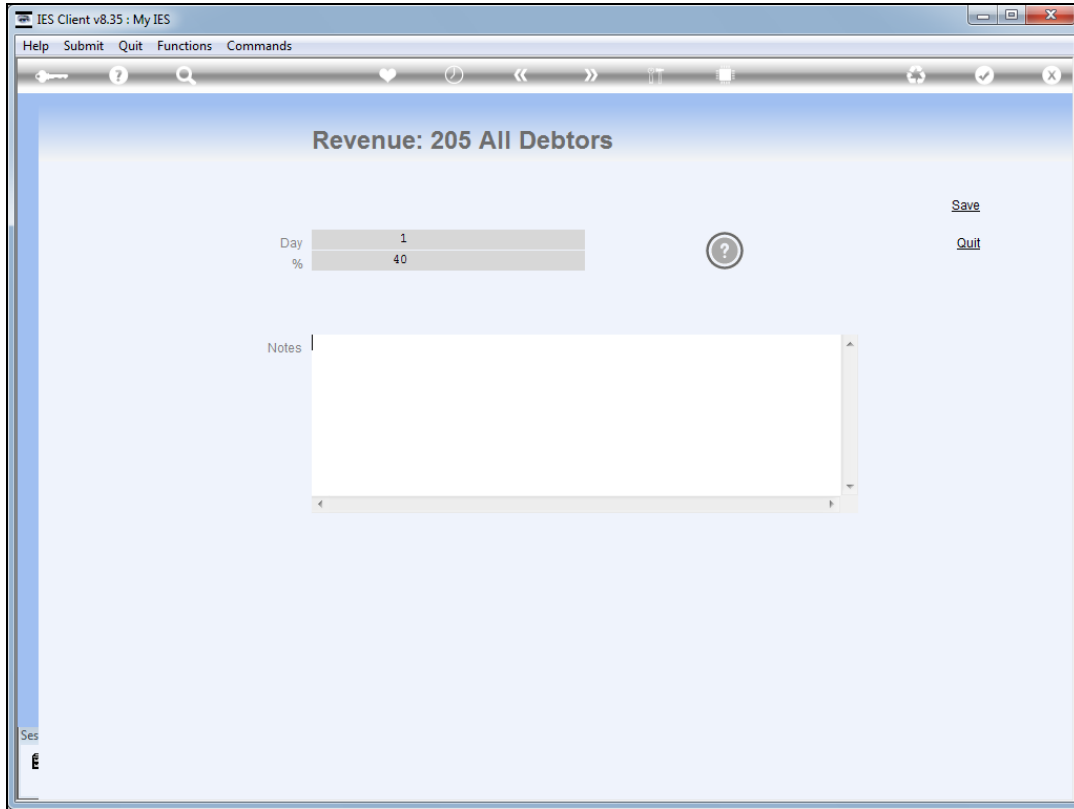 IES Client v8.35 : My IES
Help Submit Quit Functions Commands
Revenue: 205 All Debtors
Save
Day 1
Quit
% 40
Notes
Ses